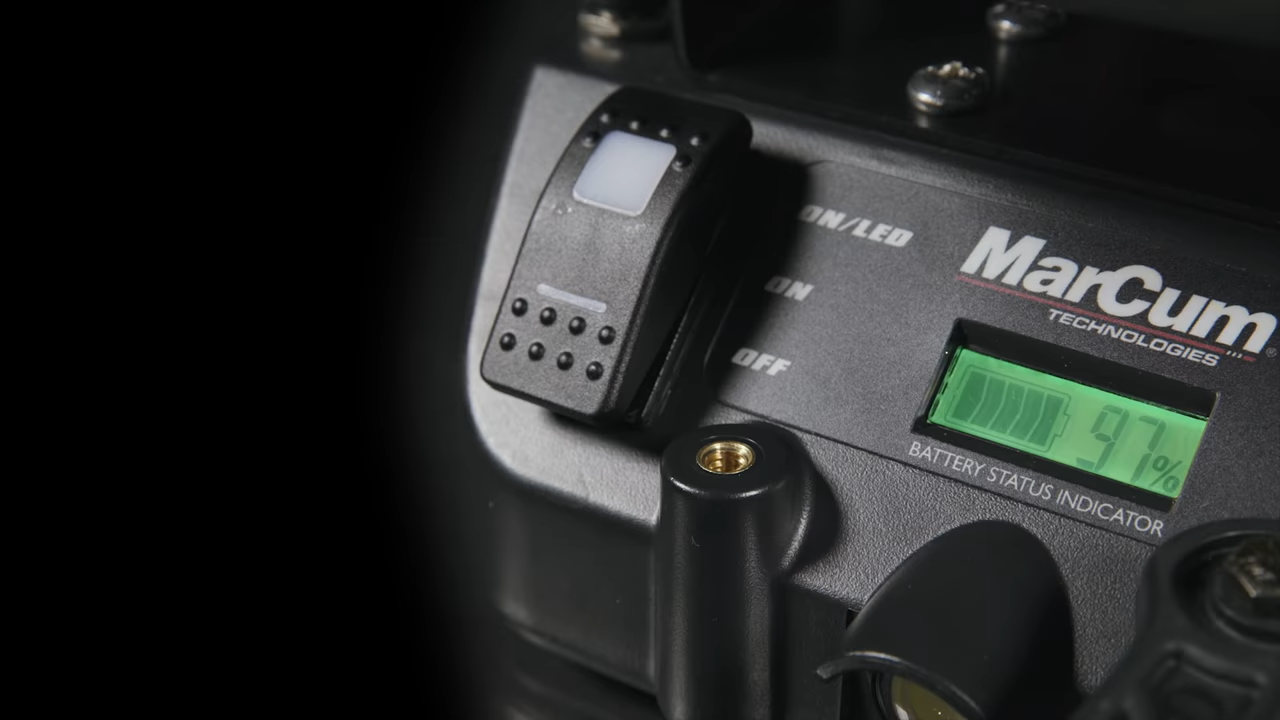 ON/LED
ON
OFF
MarCum®
TECHNOLOGIES
97%
BATTERY STATUS INDICATOR